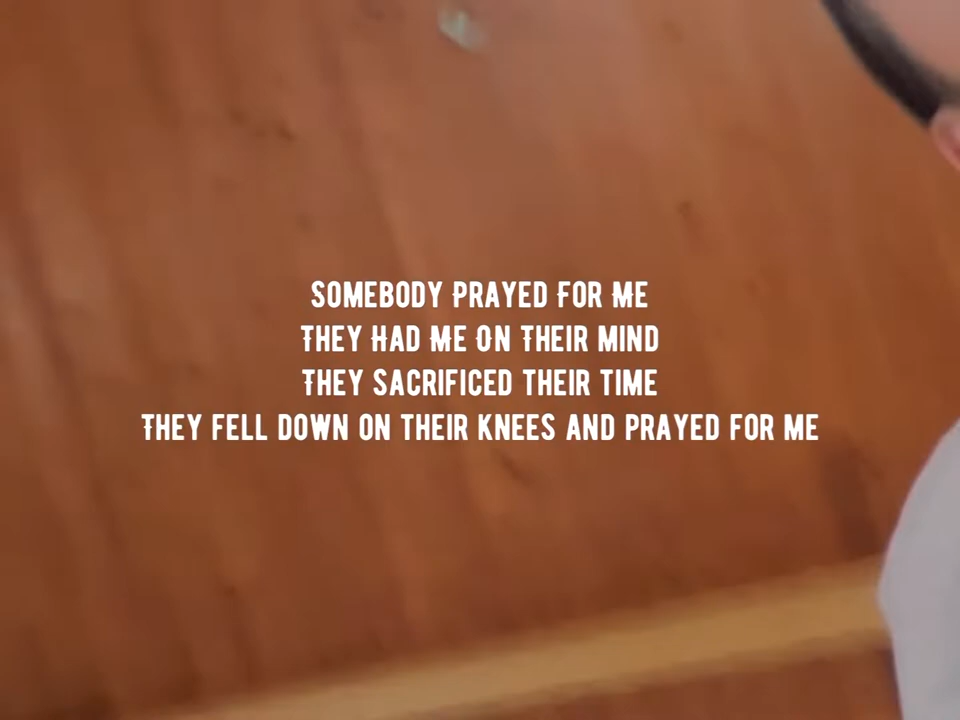 SOMEBODY PRAYED FOR ME
THEY HAD ME ON THEIR MIND
THEY SACRIFICED THEIR TIME
THEY FELL DOWN ON THEIR KNEES AND PRAYED FOR ME